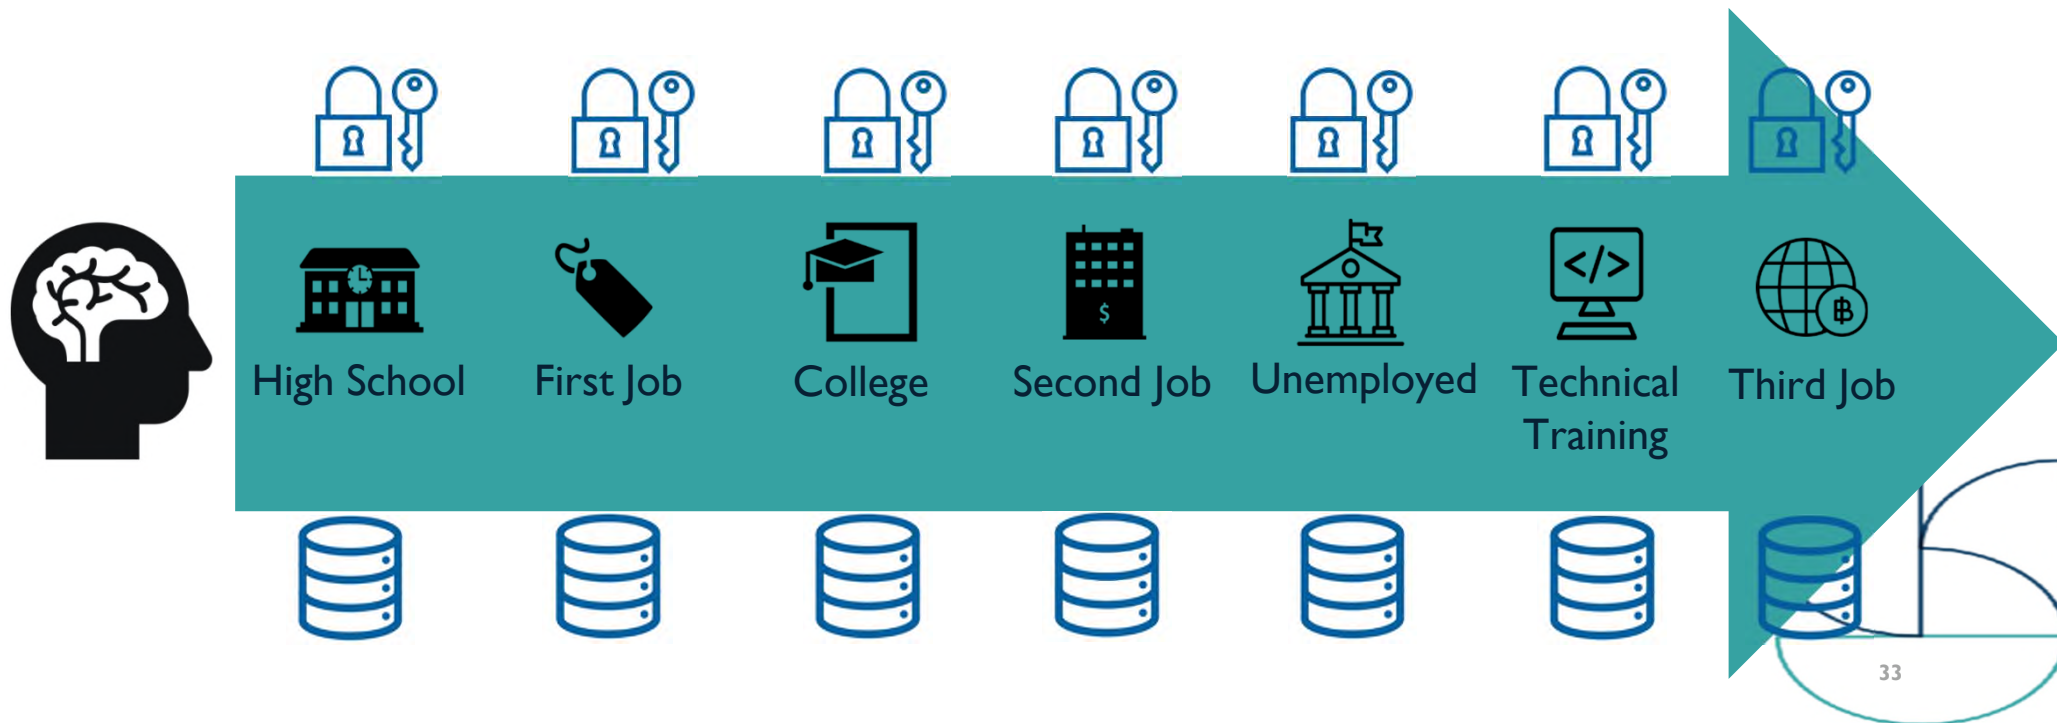 High School
First Job
College
Second Job
Unemployed
Technical
Training
Third Job
</>
$
฿
33